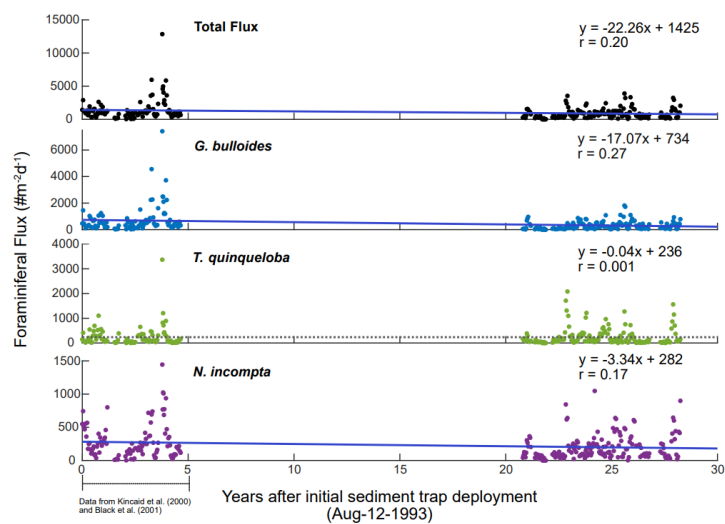 Foraminiferal Flux (#m-2d-1)
15000
10000
5000
0
Total Flux
y = -22.26x + 1425
r = 0.20
6000
4000
2000
0
G. bulloides
y = -17.07x + 734
r = 0.27
4000
3000
2000
1000
0
T. quinqueloba
y = -0.04x + 236
r = 0.001
1500
1000
500
0
N. incompta
y = -3.34x + 282
r = 0.17
0 5 10 15 20 25 30
Data from Kincaid et al. (2000)
and Black et al. (2001)
Years after initial sediment trap deployment
(Aug-12-1993)